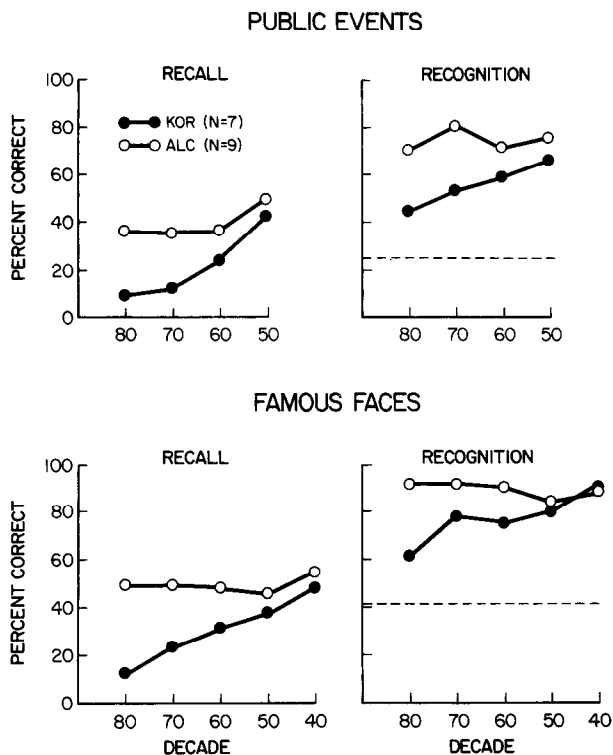 PUBLIC EVENTS
RECALL
RECOGNITION
PERCENT CORRECT
100
80
60
40
20
0
KOR (N=7)
ALC (N=9)
80 70 60 50
80 70 60 50
FAMOUS FACES
RECALL
RECOGNITION
PERCENT CORRECT
100
80
60
40
20
0
80 70 60 50 40
DECADE
80 70 60 50 40
DECADE